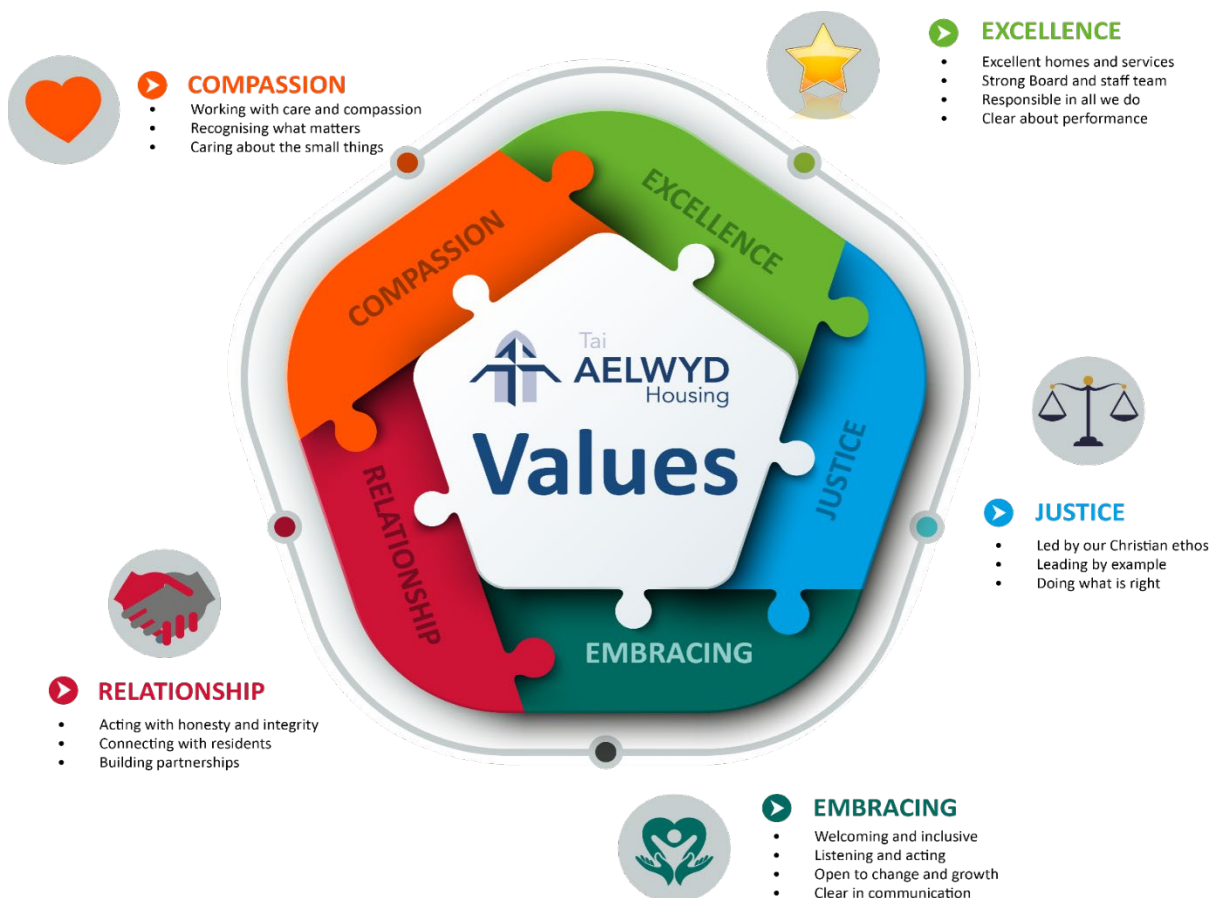 COMPASSION
Working with care and compassion
Recognising what matters
Caring about the small things
EXCELLENCE
Excellent homes and services
Strong Board and staff team
Responsible in all we do
Clear about performance
COMPASSION
EXCELLENCE
JUSTICE
EMBRACING
RELATIONSHIP
Tai
AELWYD
Housing
Values
JUSTICE
Led by our Christian ethos
Leading by example
Doing what is right
RELATIONSHIP
Acting with honesty and integrity
Connecting with residents
Building partnerships
EMBRACING
Welcoming and inclusive
Listening and acting
Open to change and growth
Clear in communication